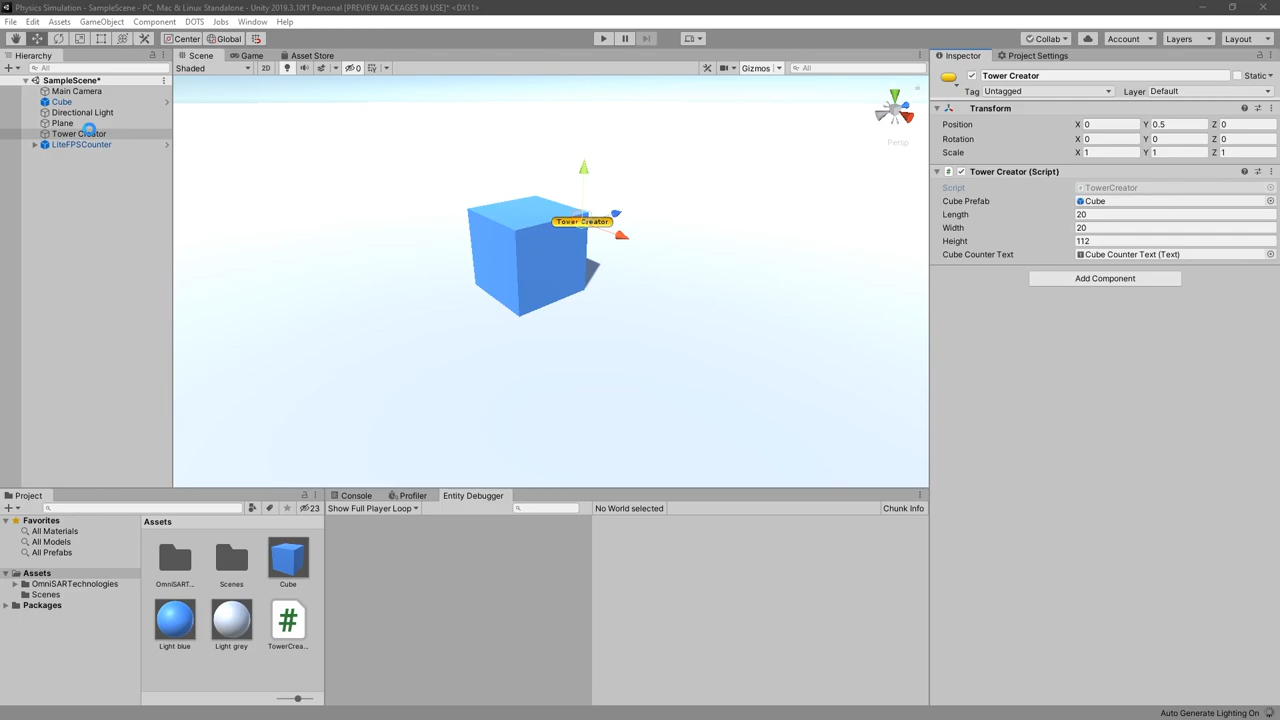 Physics Simulation - SampleScene - PC, Mac & Linux Standalone - Unity 2019.3.10f1 Personal [PREVIEW PACKAGES IN USE]* <DX11>
File Edit Assets GameObject Component DOTS Jobs Window Help
Center Global Collab Account Layers Layout
Hierarchy
All
SampleScene*
Main Camera
Cube
Directional Light
Plane
Tower Creator
LiteFPSCounter
Scene Game Asset Store
Shaded 2D 0 Gizmos All
Persp
Tower Creator
Inspector Project Settings
Tower Creator Static
Tag Untagged Layer Default
Transform
Position X 0 Y 0.5 Z 0
Rotation X 0 Y 0 Z 0
Scale X 1 Y 1 Z 1
Tower Creator (Script)
Script TowerCreator
Cube Prefab Cube
Length 20
Width 20
Height 112
Cube Counter Text Cube Counter Text (Text)
Add Component
Project
23
Favorites
All Materials
All Models
All Prefabs
Assets
OmniSARTechnologies
Scenes
Packages
Assets
OmniSART... Scenes Cube
Light blue Light grey TowerCrea...
Console Profiler Entity Debugger
Show Full Player Loop No World selected Chunk Info
Auto Generate Lighting On